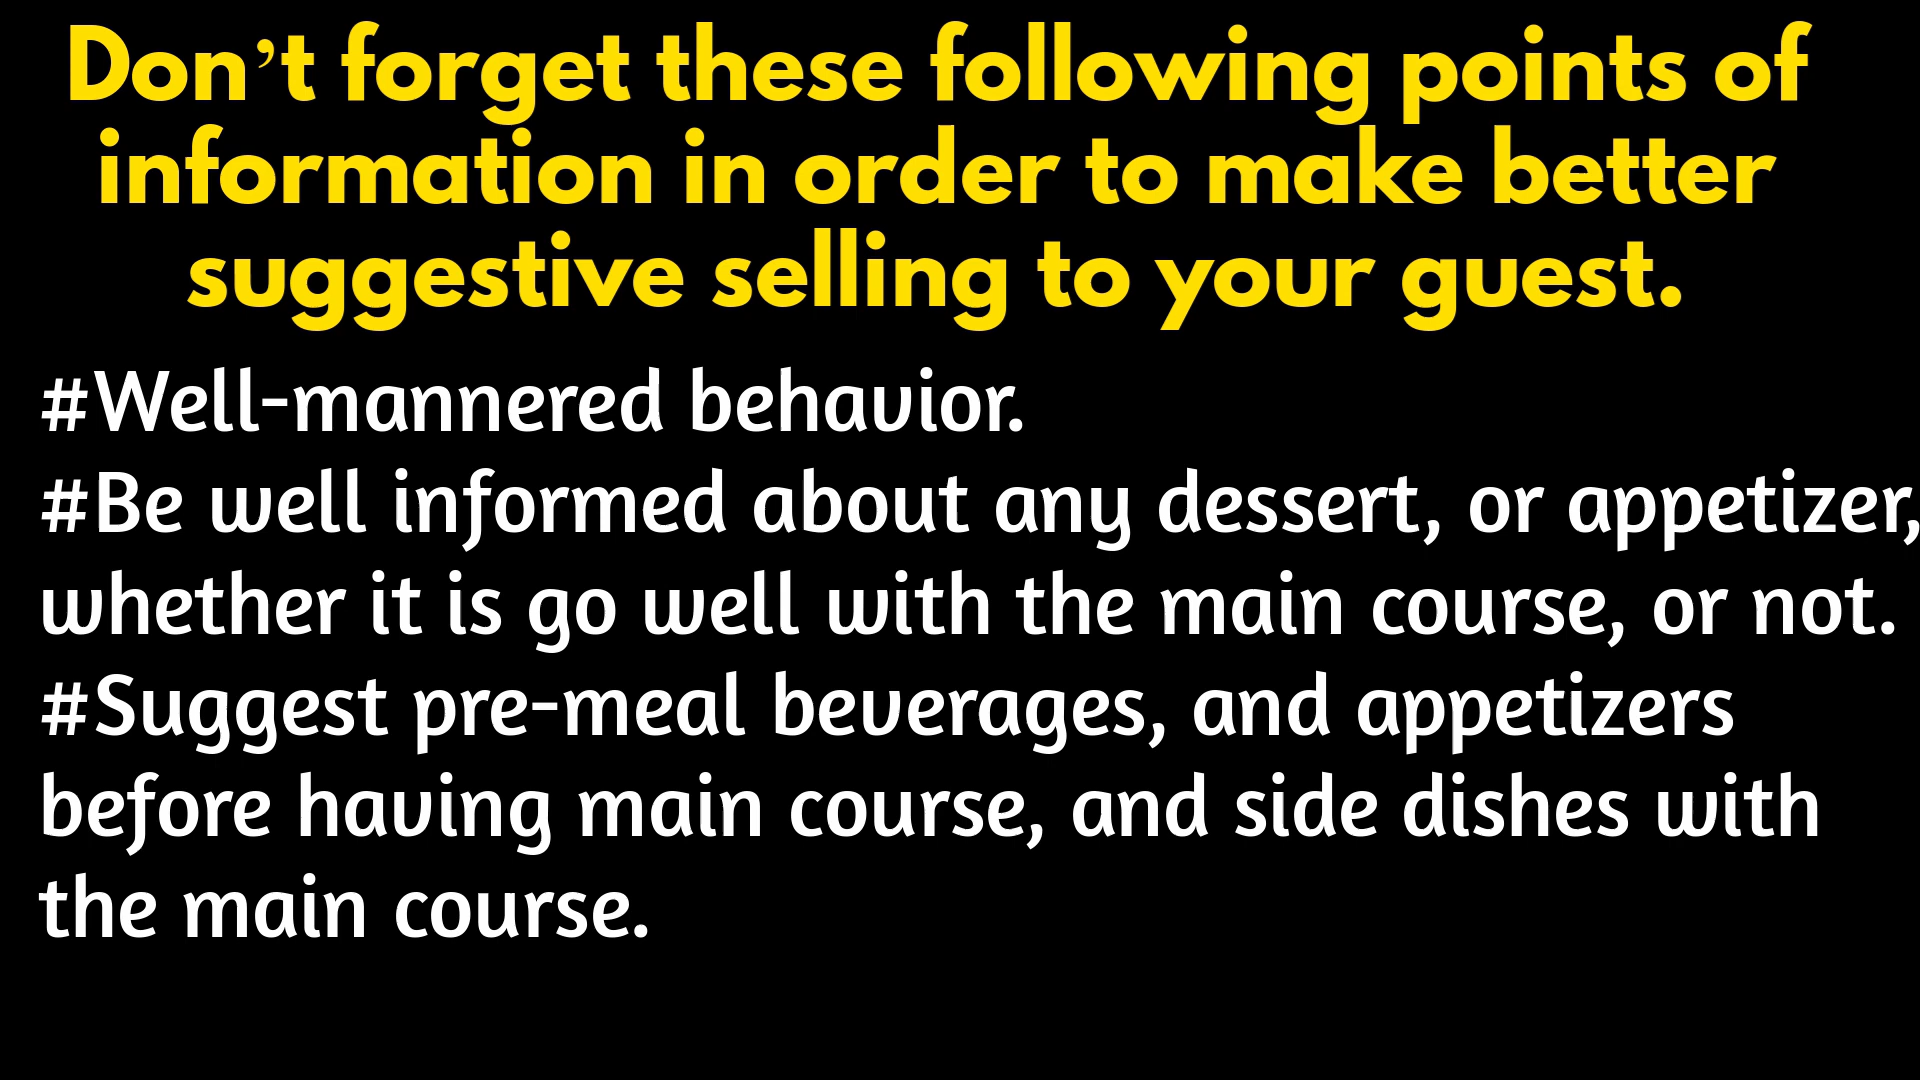 Don’t forget these following points of
information in order to make better
suggestive selling to your guest.
#Well-mannered behavior.
#Be well informed about any dessert, or appetizer,
whether it is go well with the main course, or not.
#Suggest pre-meal beverages, and appetizers
before having main course, and side dishes with
the main course.